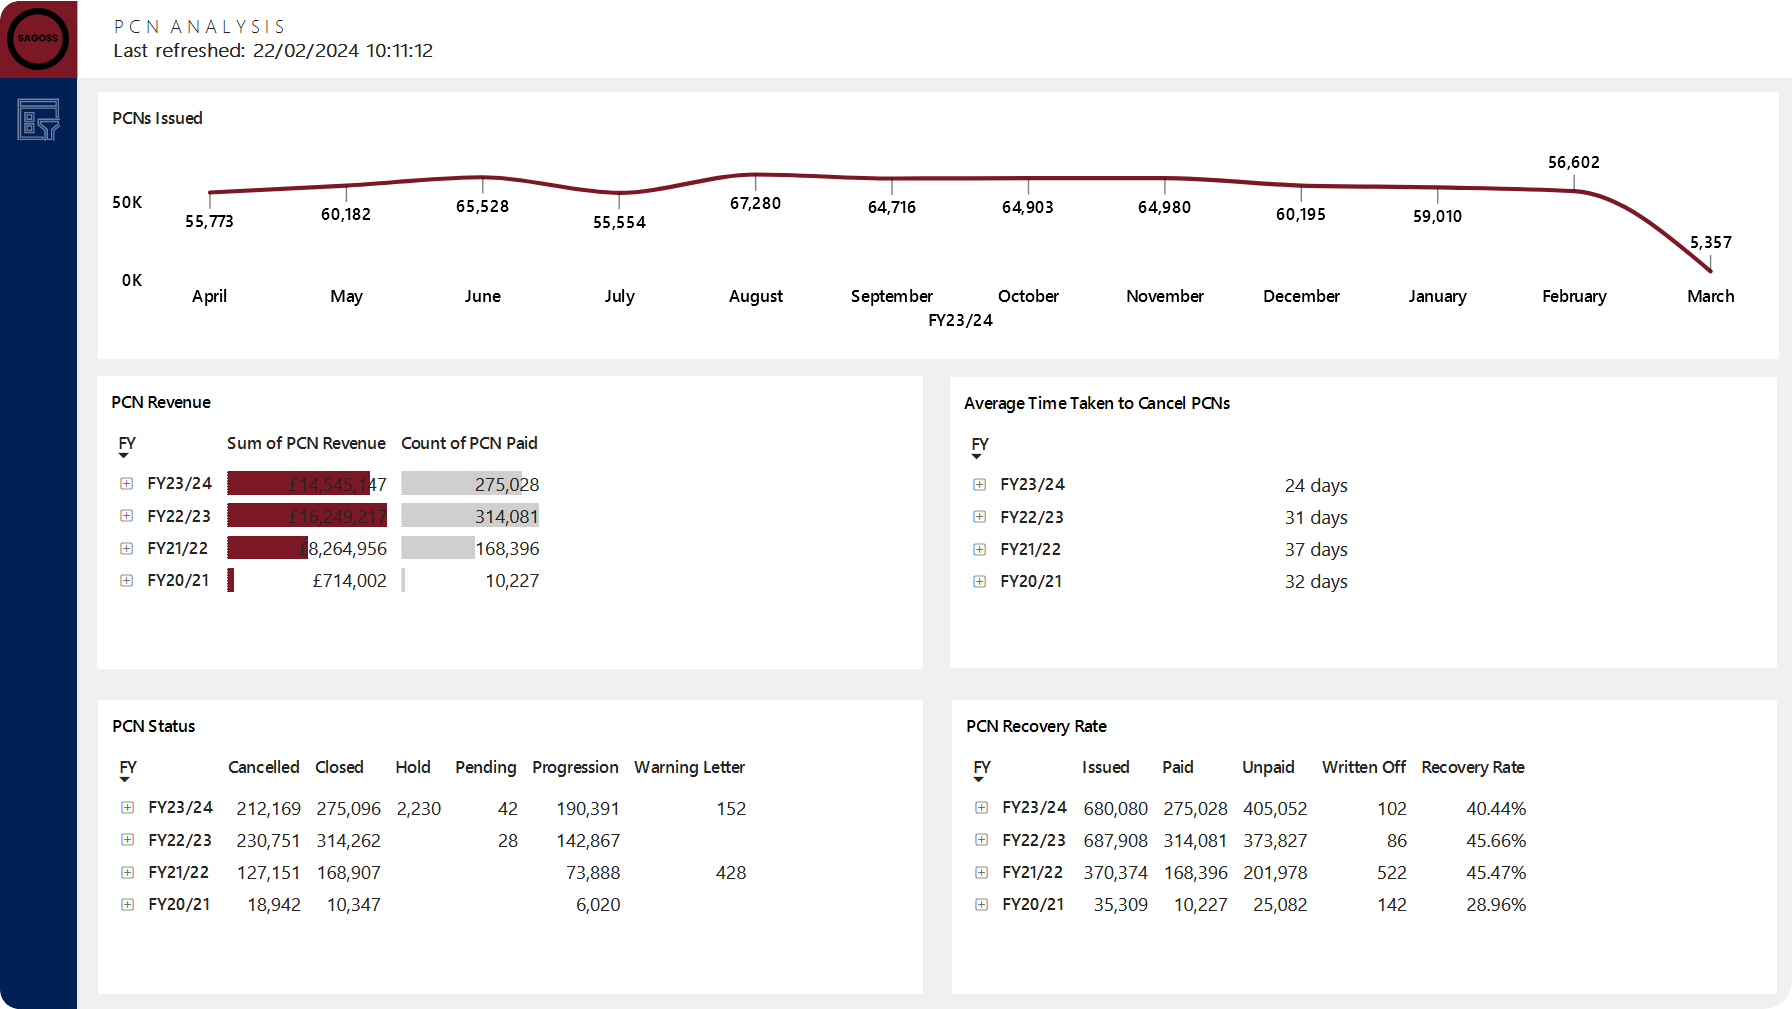 SAGOSS
PCN ANALYSIS
Last refreshed: 22/02/2024 10:11:12
PCNs Issued
56,602
50K
55,773 60,182 65,528 55,554 67,280 64,716 64,903 64,980 60,195 59,010
5,357
0K
April May June July August September October November December January February March
FY23/24
PCN Revenue
FY Sum of PCN Revenue Count of PCN Paid
FY23/24 £14,545,147 275,028
FY22/23 £16,249,217 314,081
FY21/22 £8,264,956 168,396
FY20/21 £714,002 10,227
Average Time Taken to Cancel PCNs
FY
FY23/24 24 days
FY22/23 31 days
FY21/22 37 days
FY20/21 32 days
PCN Status
FY Cancelled Closed Hold Pending Progression Warning Letter
FY23/24 212,169 275,096 2,230 42 190,391 152
FY22/23 230,751 314,262 28 142,867
FY21/22 127,151 168,907 73,888 428
FY20/21 18,942 10,347 6,020
PCN Recovery Rate
FY Issued Paid Unpaid Written Off Recovery Rate
FY23/24 680,080 275,028 405,052 102 40.44%
FY22/23 687,908 314,081 373,827 86 45.66%
FY21/22 370,374 168,396 201,978 522 45.47%
FY20/21 35,309 10,227 25,082 142 28.96%